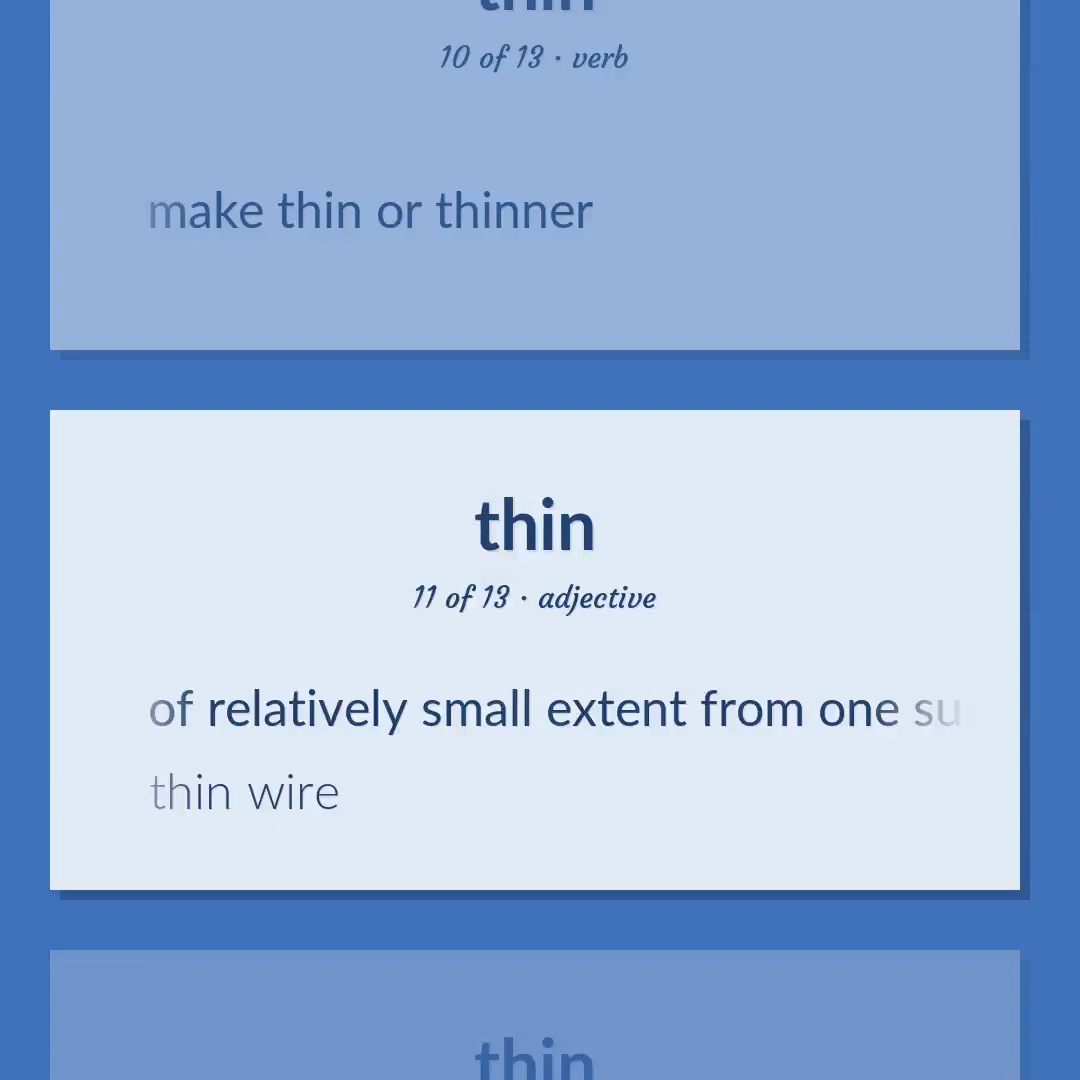 thin
10 of 13 · verb
make thin or thinner
thin
11 of 13 · adjective
of relatively small extent from one
thin wire
thin